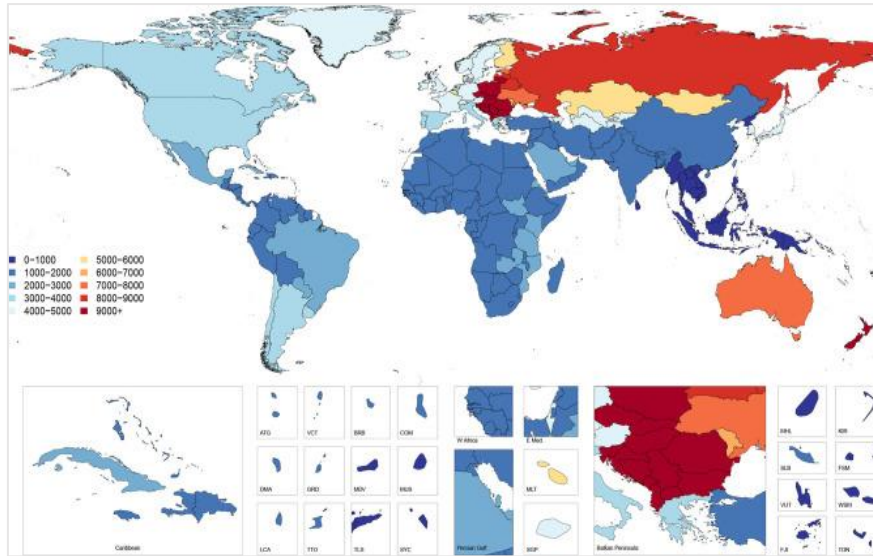 0-1000
1000-2000
2000-3000
3000-4000
4000-5000
5000-6000
6000-7000
7000-8000
8000-9000
9000+
Caribbean
ATG
VCT
BRB
COM
DMA
GRD
MDV
MUS
LCA
TTO
TLS
SYC
W Africa
E Med.
Persian Gulf
MLT
SGP
Balkan Peninsula
MHL
KIR
SLB
FSM
VUT
WSM
FJI
TON